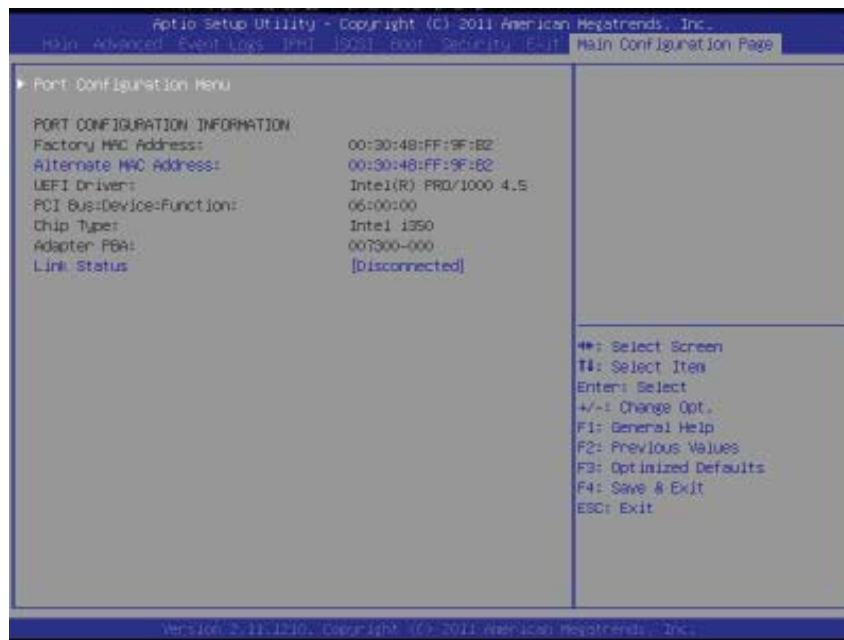 Aptio Setup Utility - Copyright (C) 2011 American Megatrends, Inc.
Main Advanced Event Logs IPMI iSCSI Boot Security Exit Main Configuration Page
Port Configuration Menu
PORT CONFIGURATION INFORMATION
Factory MAC Address: 00:30:48:FF:9F:B2
Alternate MAC Address: 00:30:48:FF:9F:B2
UEFI Driver: Intel(R) PRO/1000 4.5
PCI Bus:Device:Function: 06:00:00
Chip Type: Intel i350
Adapter PBA: 007300-000
Link Status [Disconnected]
: Select Screen
↑↓: Select Item
Enter: Select
+/-: Change Opt.
F1: General Help
F2: Previous Values
F3: Optimized Defaults
F4: Save & Exit
ESC: Exit
Version 2.11.1210. Copyright (C) 2011 American Megatrends, Inc.